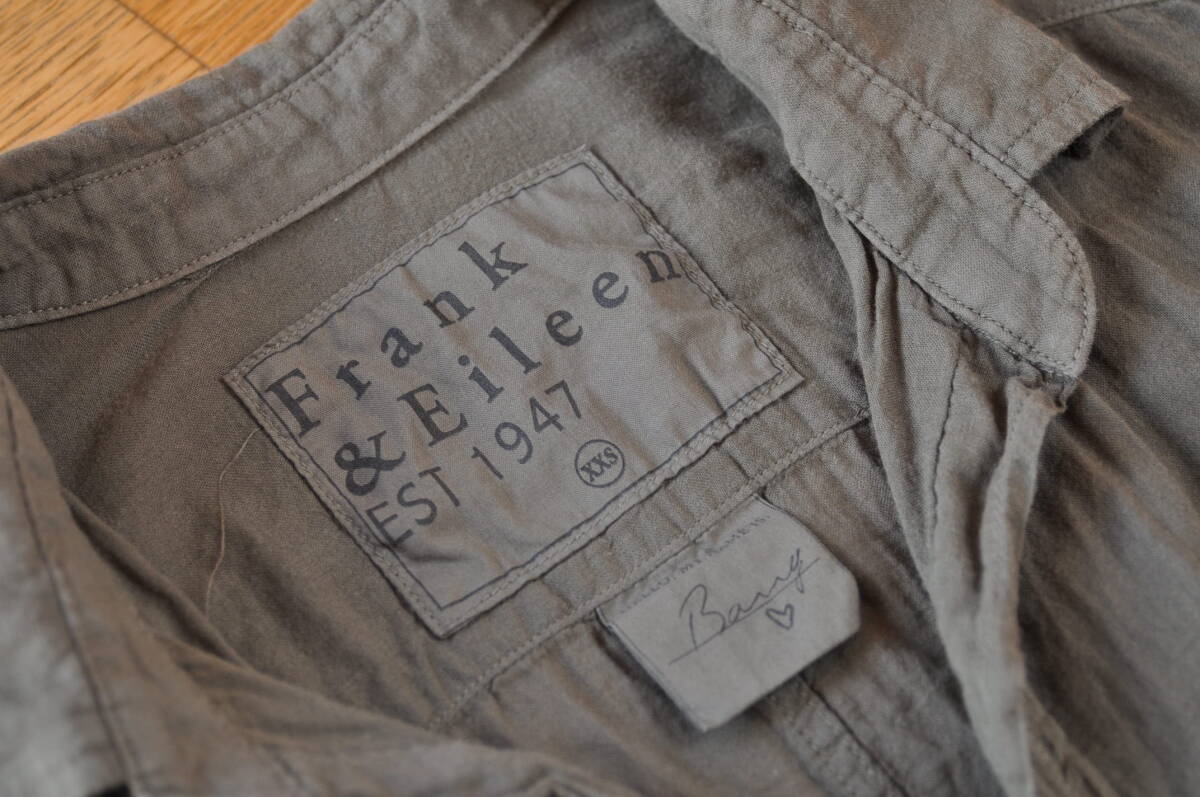 Frank
& Eileen
EST 1947
XXS
Barry